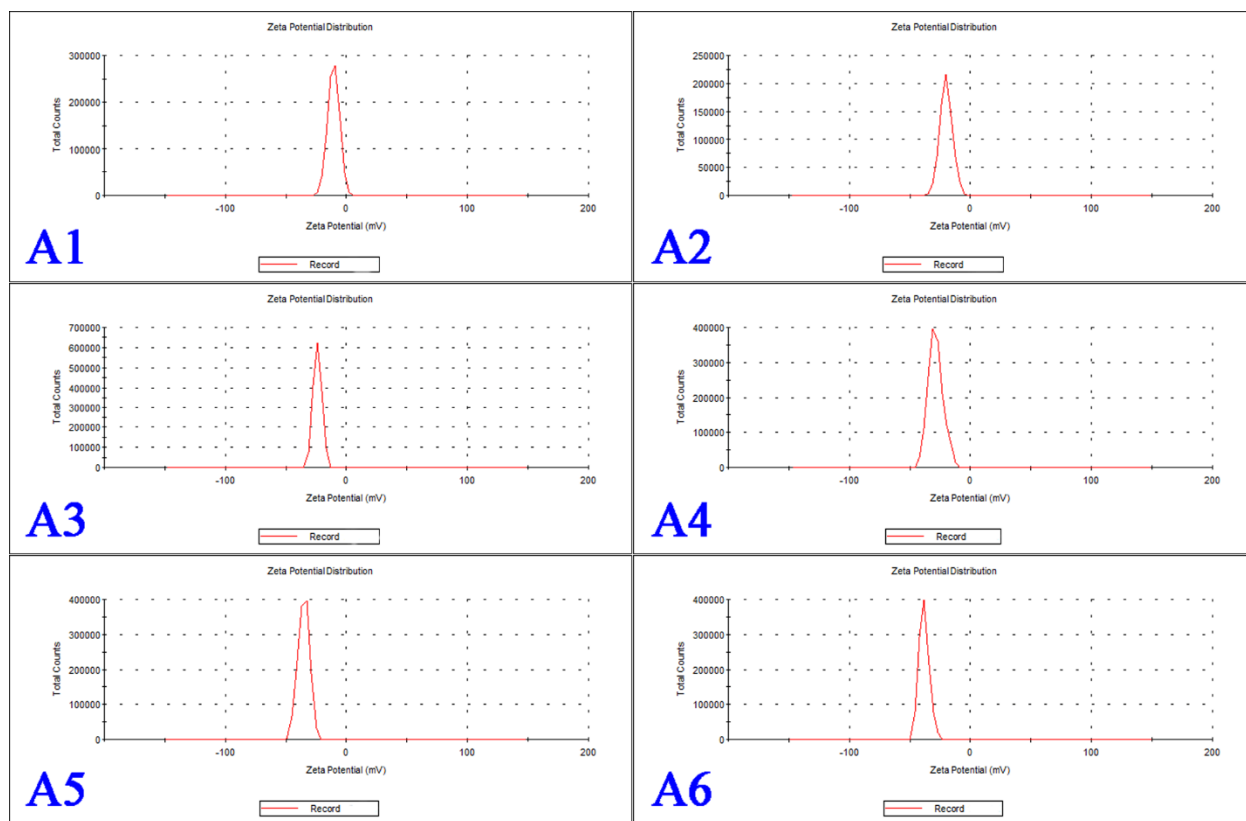 Zeta Potential Distribution
300000
200000
100000
0
Total Counts
-100 0 100 200
Zeta Potential (mV)
A1
Record
Zeta Potential Distribution
250000
200000
150000
100000
50000
0
Total Counts
-100 0 100 200
Zeta Potential (mV)
A2
Record
Zeta Potential Distribution
700000
600000
500000
400000
300000
200000
100000
0
Total Counts
-100 0 100 200
Zeta Potential (mV)
A3
Record
Zeta Potential Distribution
400000
300000
200000
100000
0
Total Counts
-100 0 100 200
Zeta Potential (mV)
A4
Record
Zeta Potential Distribution
400000
300000
200000
100000
0
Total Counts
-100 0 100 200
Zeta Potential (mV)
A5
Record
Zeta Potential Distribution
400000
300000
200000
100000
0
Total Counts
-100 0 100 200
Zeta Potential (mV)
A6
Record